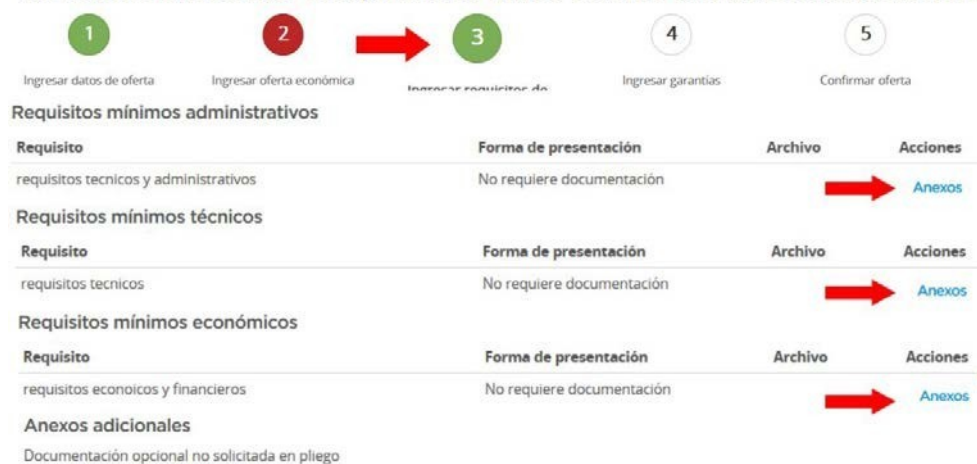 1 2 3 4 5
Ingresar datos de oferta Ingresar oferta económica Ingresar requisitos de Ingresar garantías Confirmar oferta
Requisitos mínimos administrativos
Requisito Forma de presentación Archivo Acciones
requisitos tecnicos y administrativos No requiere documentación Anexos
Requisitos mínimos técnicos
Requisito Forma de presentación Archivo Acciones
requisitos tecnicos No requiere documentación Anexos
Requisitos mínimos económicos
Requisito Forma de presentación Archivo Acciones
requisitos econoicos y financieros No requiere documentación Anexos
Anexos adicionales
Documentación opcional no solicitada en pliego